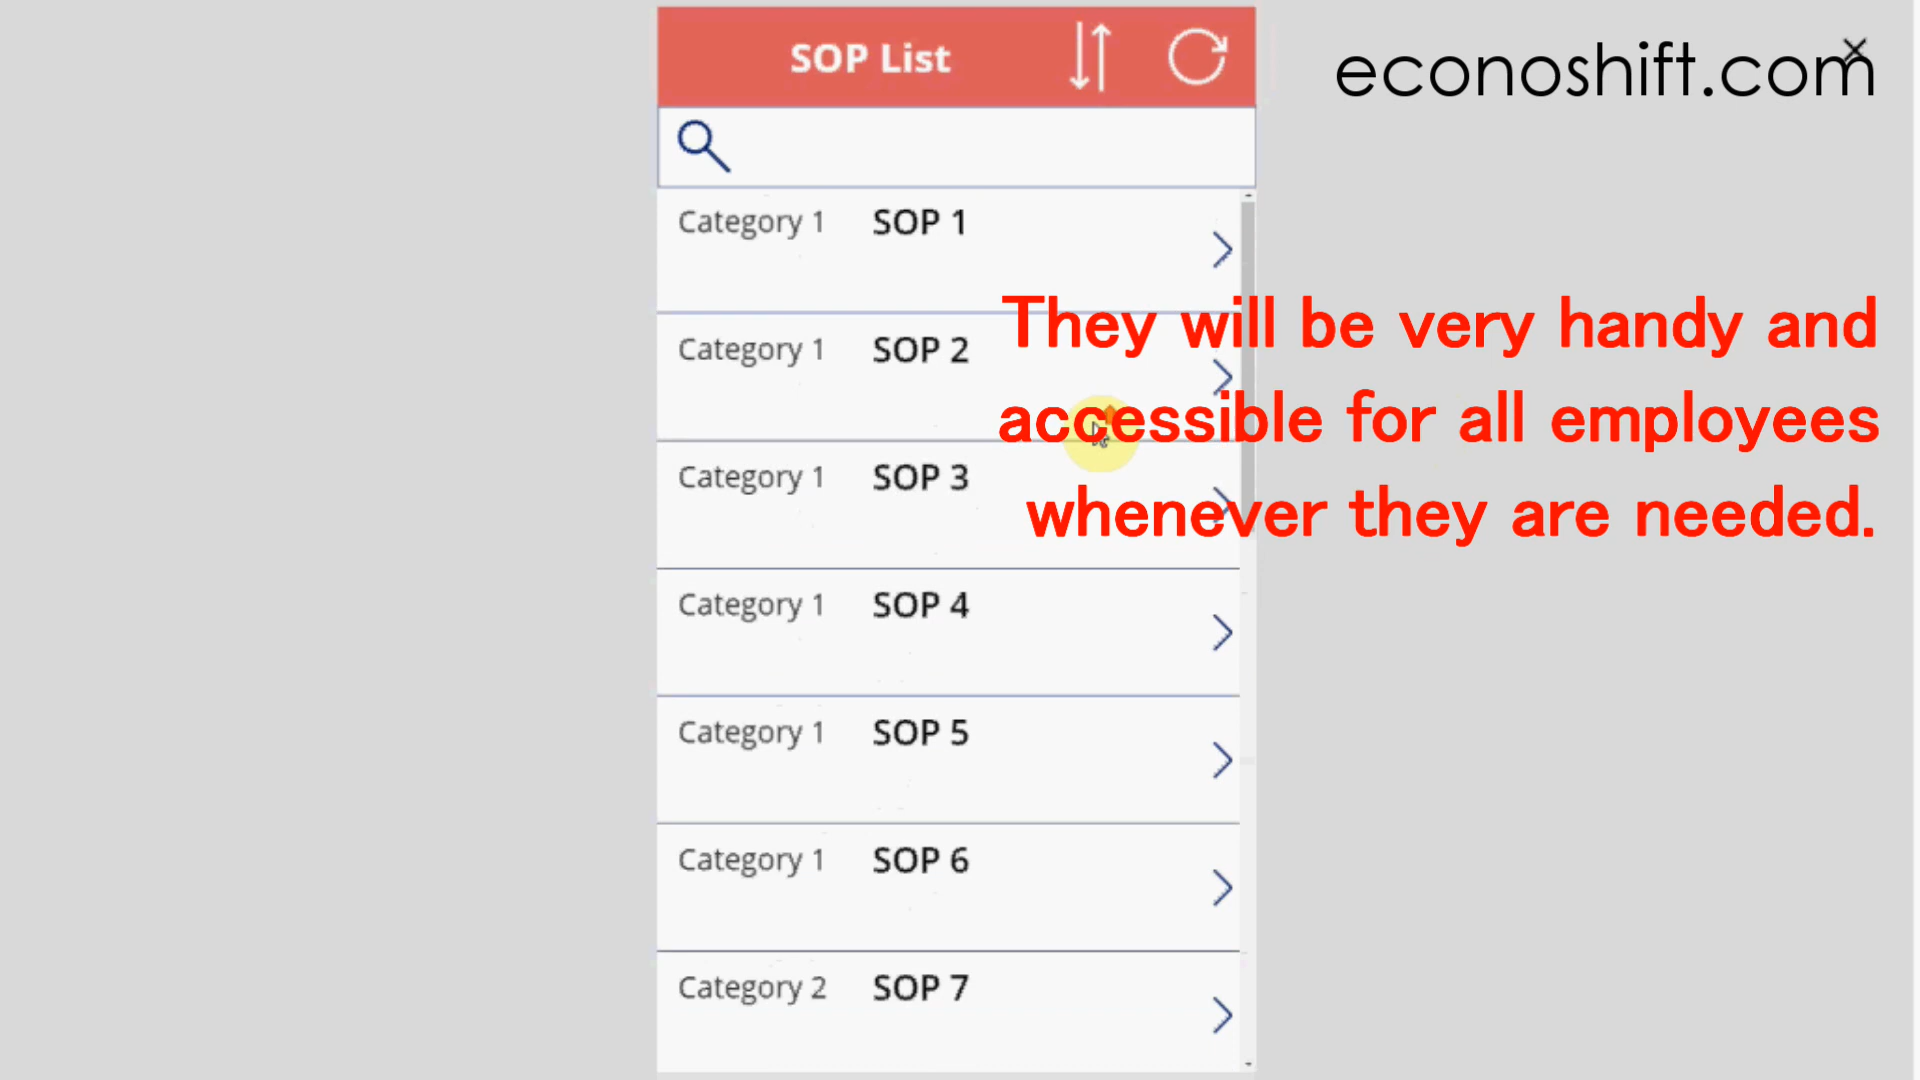 SOP List
econoshift.com
Category 1 SOP 1
They will be very handy and
Category 1 SOP 2
accessible for all employees
Category 1 SOP 3
whenever they are needed.
Category 1 SOP 4
Category 1 SOP 5
Category 1 SOP 6
Category 2 SOP 7